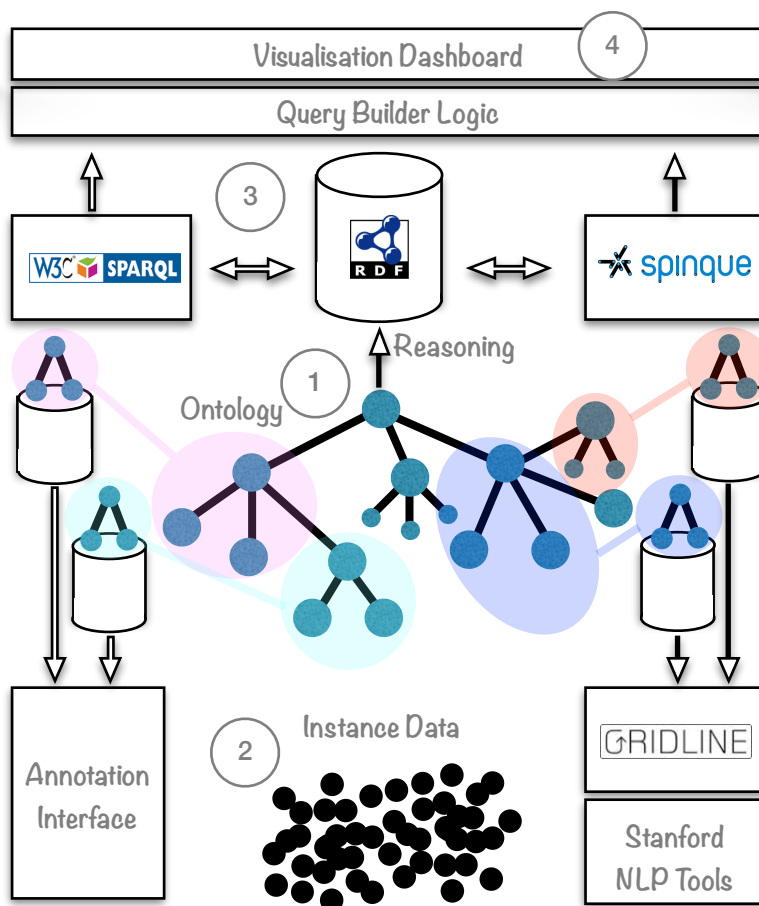 Visualisation Dashboard
4
Query Builder Logic
3
W3C SPARQL
RDF
spinque
Reasoning
1
Ontology
2
Instance Data
Annotation
Interface
GRIDLINE
Stanford
NLP Tools